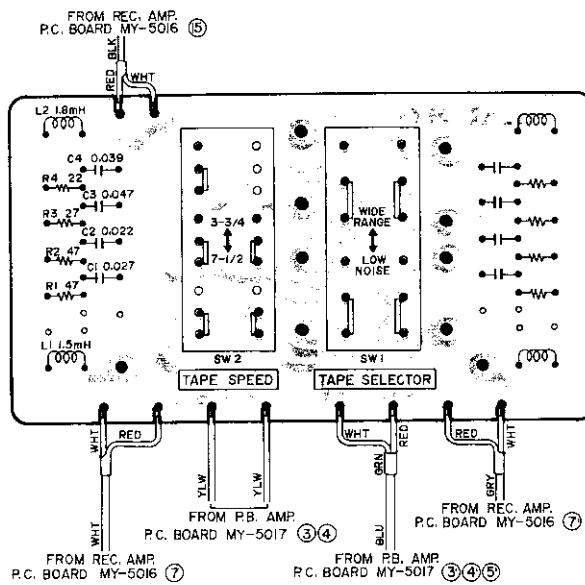 FROM REC. AMP.
P.C. BOARD MY-5016 ⑮
BLK
RED
WHT
L2 1.8mH
C4 0.039
R4 22
C3 0.047
R3 27
C2 0.022
R2 47
C1 0.027
R1 47
L1 1.5mH
3-3/4
7-1/2
WIDE
RANGE
LOW
NOISE
SW2
SW1
TAPE SPEED
TAPE SELECTOR
WHT
RED
WHT
YLW
YLW
WHT
RED
GRN
BLU
RED
WHT
GRY
FROM P.B. AMP.
P.C. BOARD MY-5017 ③④
FROM REC. AMP.
P.C. BOARD MY-5016 ⑦
FROM REC. AMP.
P.C. BOARD MY-5016 ⑦
FROM P.B. AMP.
P.C. BOARD MY-5017 ③④⑤